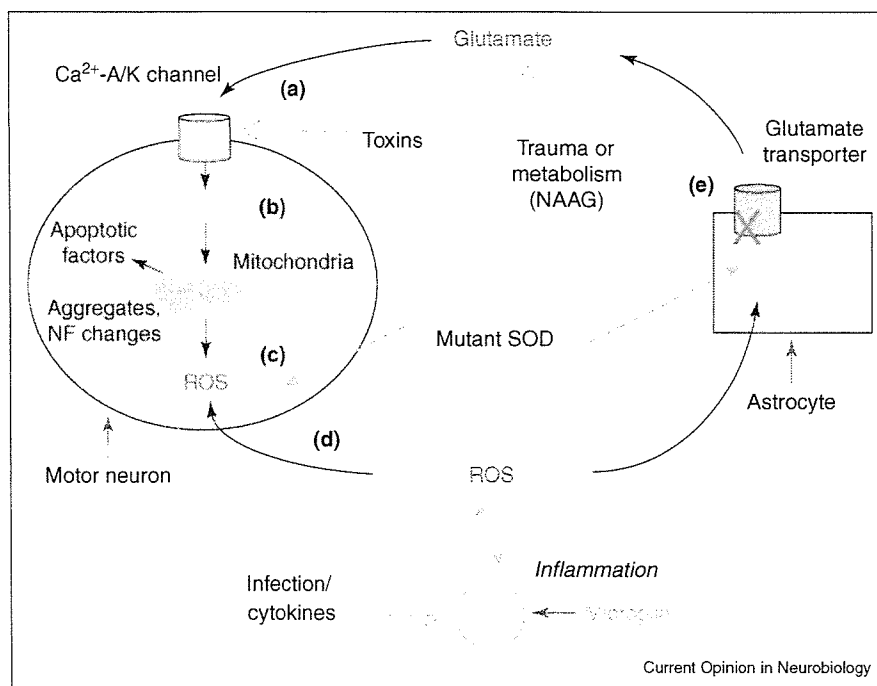 Glutamate
Ca²⁺-A/K channel
(a)
Toxins
Trauma or
metabolism
(NAAG)
Glutamate
transporter
(e)
(b)
Apoptotic
factors
Mitochondria
Aggregates,
NF changes
(c)
Mutant SOD
ROS
Astrocyte
(d)
Motor neuron
ROS
Infection/
cytokines
Inflammation
Current Opinion in Neurobiology